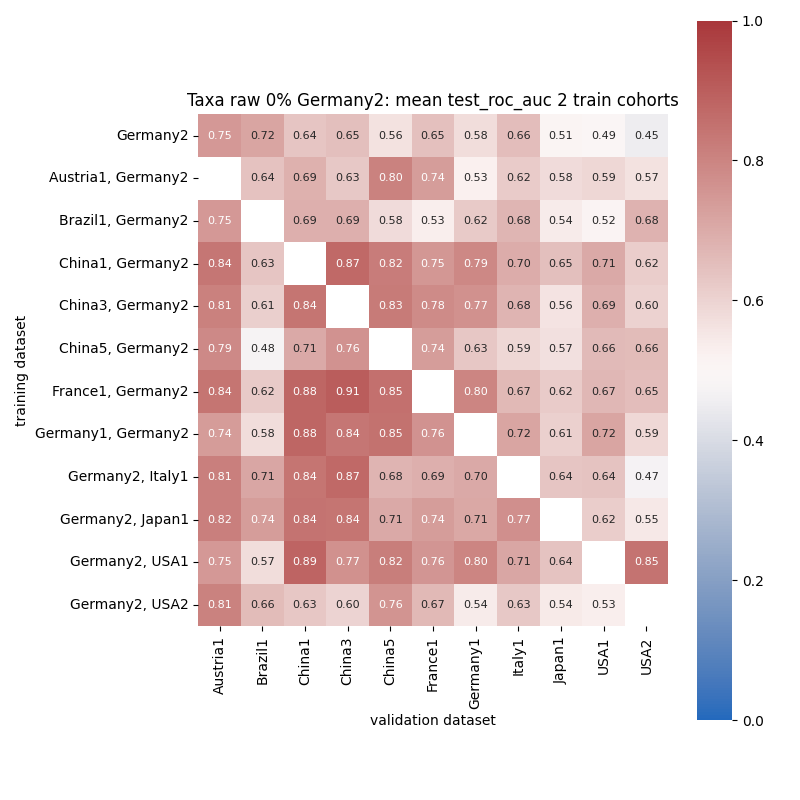 Taxa raw 0% Germany2: mean test_roc_auc 2 train cohorts
training dataset
Germany2 0.75 0.72 0.64 0.65 0.56 0.65 0.58 0.66 0.51 0.49 0.45
Austria1, Germany2 0.64 0.69 0.63 0.80 0.74 0.53 0.62 0.58 0.59 0.57
Brazil1, Germany2 0.75 0.69 0.69 0.58 0.53 0.62 0.68 0.54 0.52 0.68
China1, Germany2 0.84 0.63 0.87 0.82 0.75 0.79 0.70 0.65 0.71 0.62
China3, Germany2 0.81 0.61 0.84 0.83 0.78 0.77 0.68 0.56 0.69 0.60
China5, Germany2 0.79 0.48 0.71 0.76 0.74 0.63 0.59 0.57 0.66 0.66
France1, Germany2 0.84 0.62 0.88 0.91 0.85 0.80 0.67 0.62 0.67 0.65
Germany1, Germany2 0.74 0.58 0.88 0.84 0.85 0.76 0.72 0.61 0.72 0.59
Germany2, Italy1 0.81 0.71 0.84 0.87 0.68 0.69 0.70 0.64 0.64 0.47
Germany2, Japan1 0.82 0.74 0.84 0.84 0.71 0.74 0.71 0.77 0.62 0.55
Germany2, USA1 0.75 0.57 0.89 0.77 0.82 0.76 0.80 0.71 0.64 0.85
Germany2, USA2 0.81 0.66 0.63 0.60 0.76 0.67 0.54 0.63 0.54 0.53
Austria1 Brazil1 China1 China3 China5 France1 Germany1 Italy1 Japan1 USA1 USA2
validation dataset
1.0
0.8
0.6
0.4
0.2
0.0